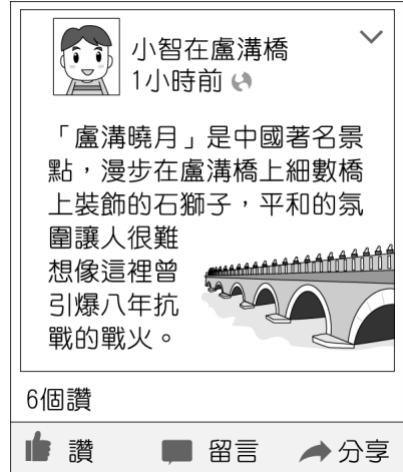 小智在盧溝橋
1小時前
「盧溝曉月」是中國著名景
點，漫步在盧溝橋上細數橋
上裝飾的石獅子，平和的氛
圍讓人很難
想像這裡曾
引爆八年抗
戰的戰火。
6個讚
讚 留言 分享